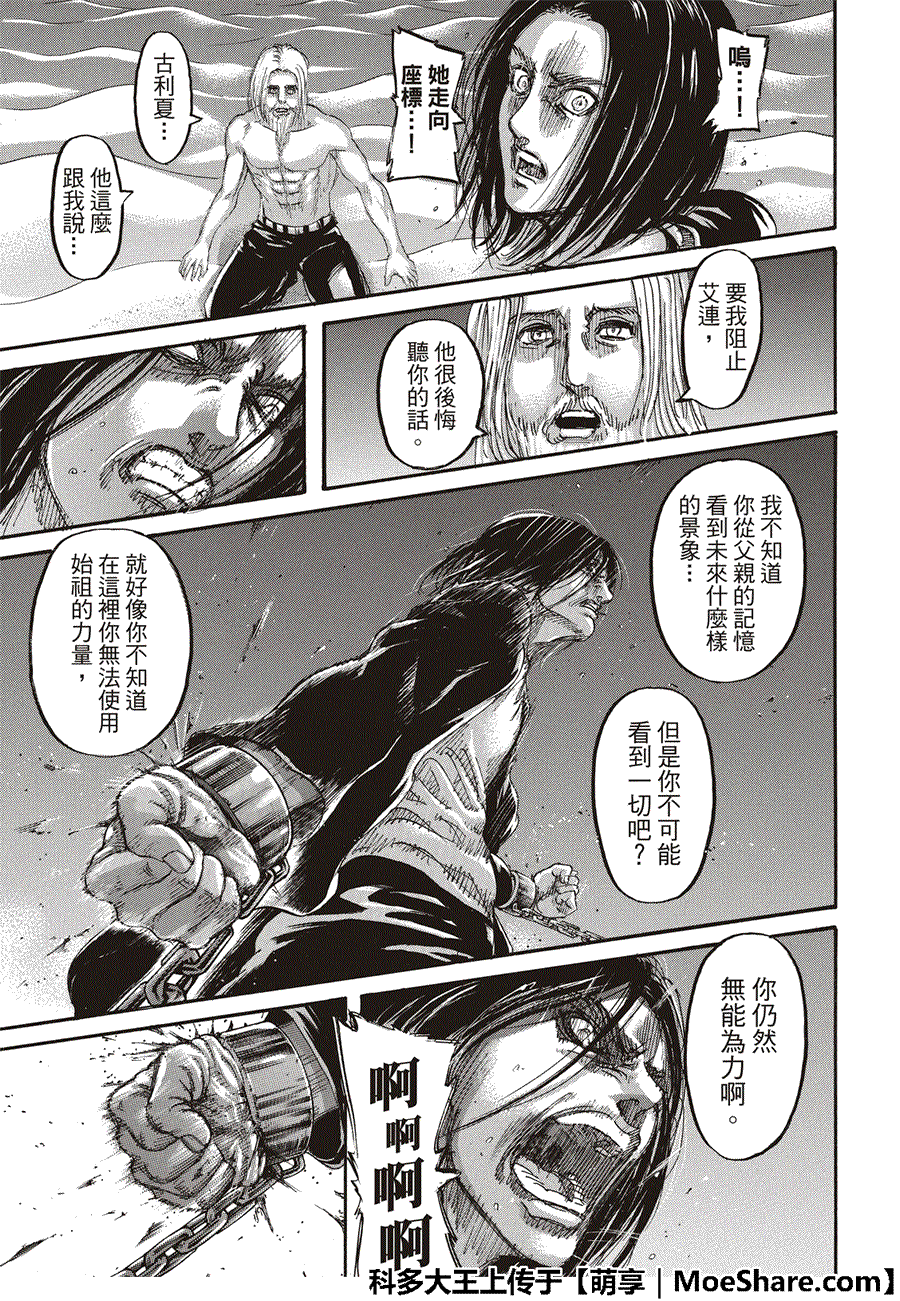 嗚⋯！
她走向
座標⋯！
古利夏⋯
他這麼
跟我說⋯
要我阻止
艾連，
他很後悔
聽你的話。
我不知道
你從父親的記憶
看到未來什麼樣
的景象⋯
但是你不可能
看到一切吧？
就好像你不知道
在這裡你無法使用
始祖的力量，
你仍然
無能為力啊。
啊啊啊啊
科多大王上传于【萌享 | MoeShare.com】